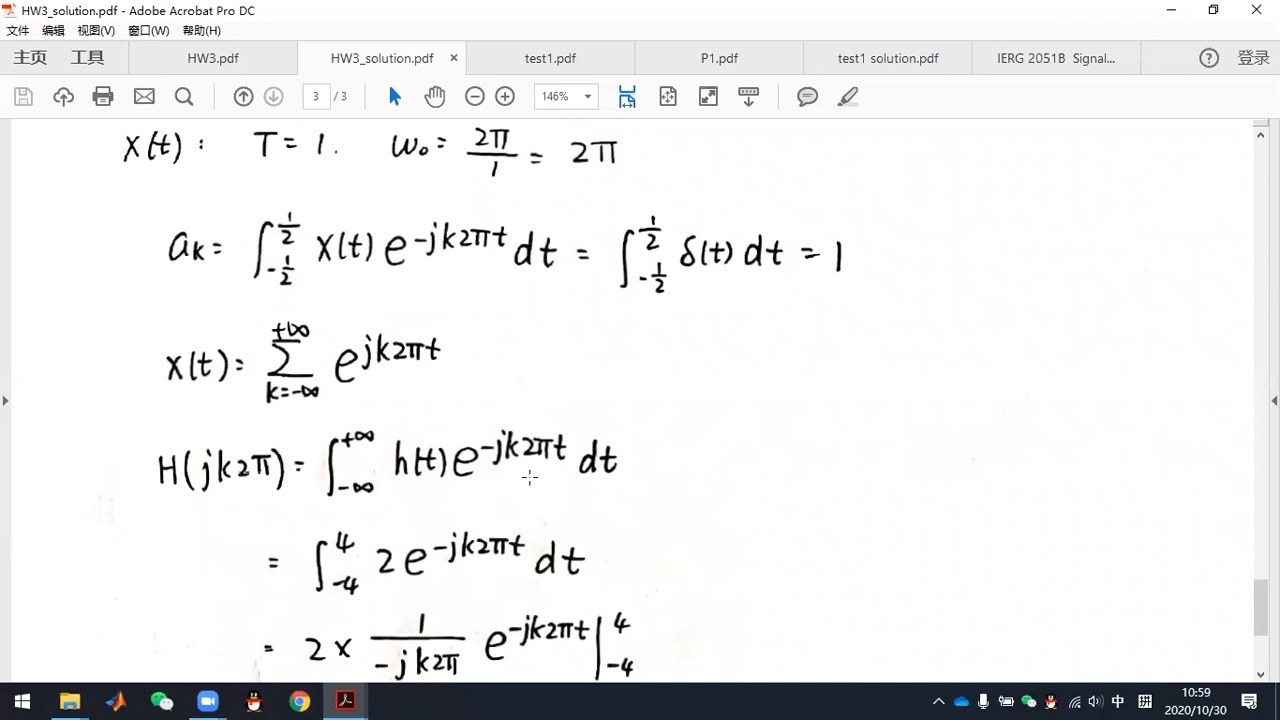 HW3_solution.pdf - Adobe Acrobat Pro DC
文件 编辑 视图(V) 窗口(W) 帮助(H)
主页 工具 HW3.pdf HW3_solution.pdf × test1.pdf P1.pdf test1 solution.pdf IERG 2051B Signal... 登录
3 / 3 146%
x(t): T = 1. ω₀ = 2π/1 = 2π
aₖ = ∫_{-1/2}^{1/2} x(t) e^{-jk2πt} dt = ∫_{-1/2}^{1/2} δ(t) dt = 1
x(t) = ∑_{k=-∞}^{+∞} e^{jk2πt}
H(jk2π) = ∫_{-∞}^{+∞} h(t) e^{-jk2πt} dt
= ∫_{-4}^{4} 2 e^{-jk2πt} dt
= 2 × 1/(-jk2π) e^{-jk2πt} |_{-4}^{4}
中 拼 10:59
2020/10/30